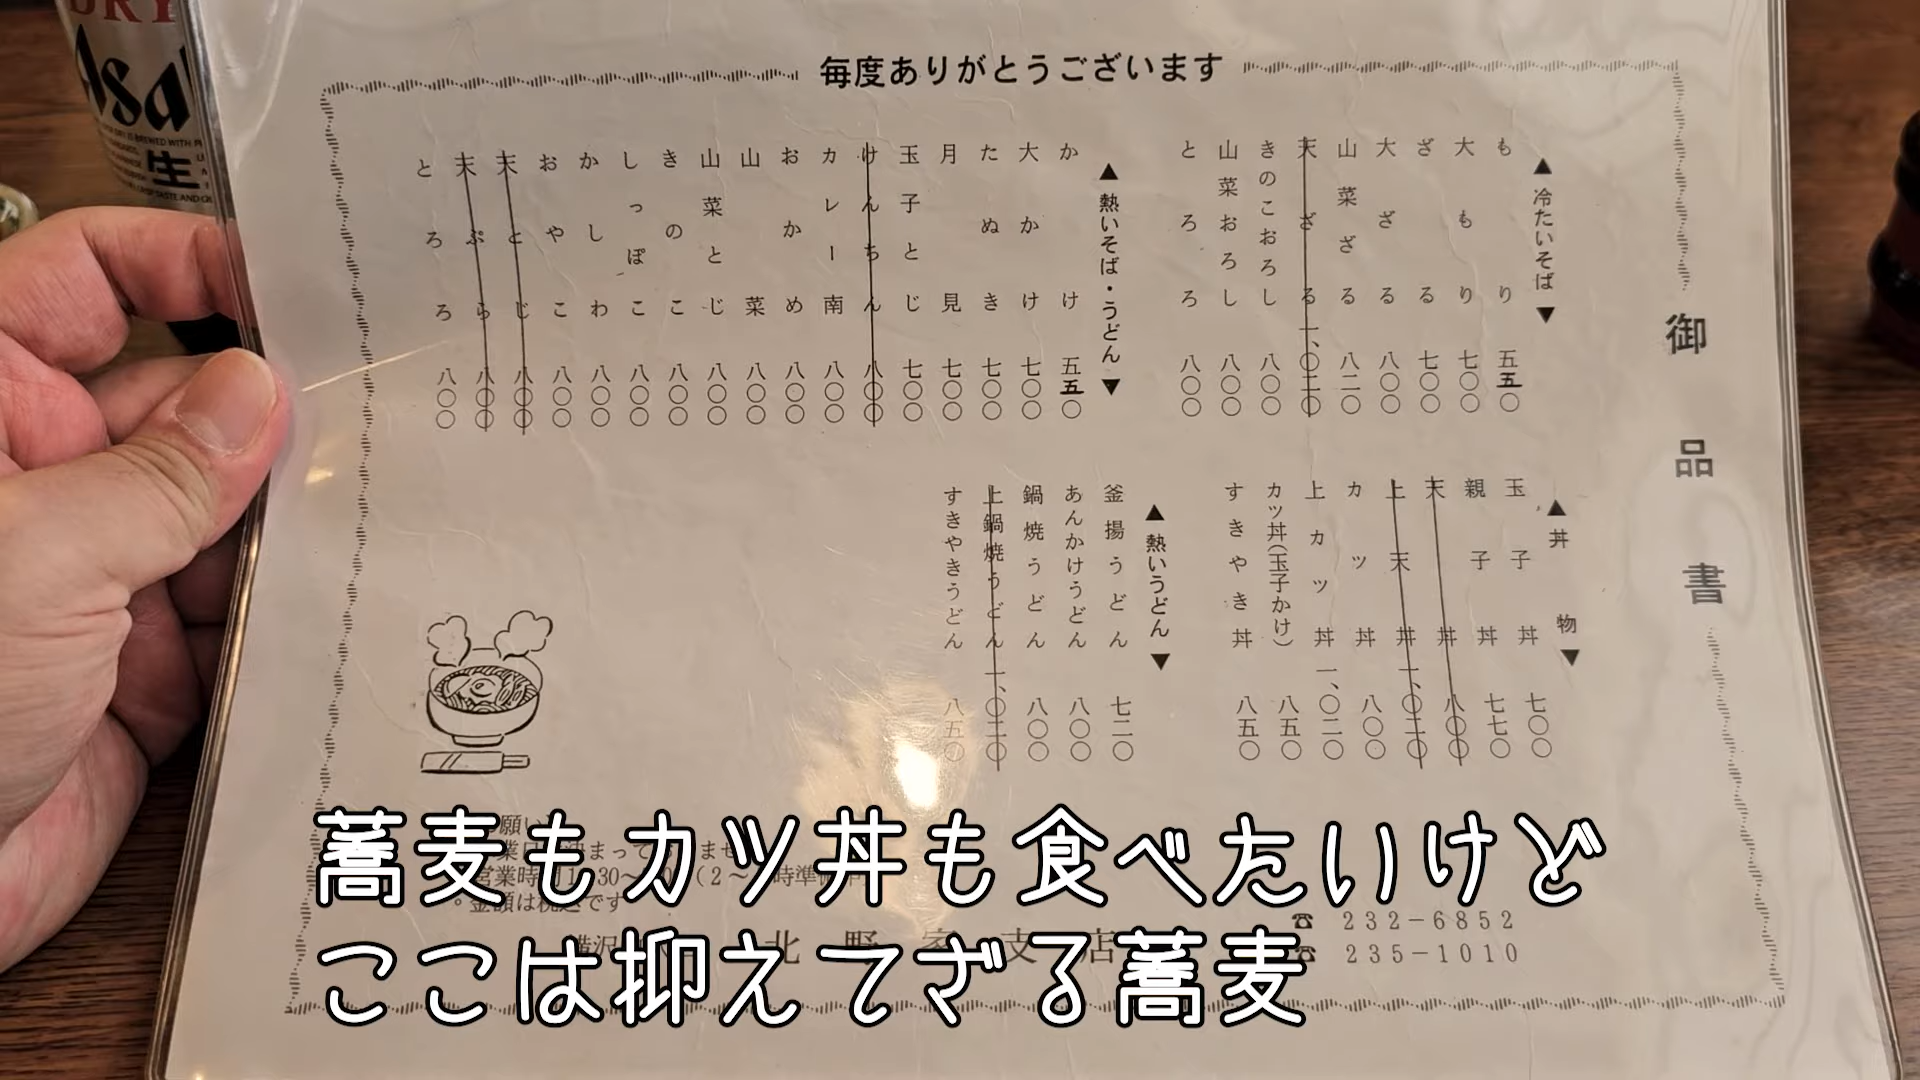 毎度ありがとうございます
御品書
▲冷たいそば▼
もり 五五〇
大もり 七〇〇
ざる 七〇〇
大ざる 八〇〇
山菜ざる 八二〇
天ざる 一、〇二〇
きのこおろし 八〇〇
山菜おろし 八〇〇
とろろ 八〇〇
▲熱いそば・うどん▼
かけ 五五〇
大かけ 七〇〇
たぬき 七〇〇
月見 七〇〇
玉子とじ 七〇〇
けんちん 八〇〇
カレー南 八〇〇
おかめ 八〇〇
山菜 八〇〇
山菜とじ 八〇〇
きのこ 八〇〇
しっぽこ 八〇〇
かしわ 八〇〇
おやこ 八〇〇
天とじ 八〇〇
天ぷら 八〇〇
とろろ 八〇〇
▲丼物▼
玉子丼 七〇〇
親子丼 七七〇
天丼 八〇〇
上天丼 一、〇二〇
カツ丼 八〇〇
上カツ丼 一、〇二〇
カツ丼(玉子かけ) 八五〇
すきやき丼 八五〇
▲熱いうどん▼
釜揚うどん 七二〇
あんかけうどん 八〇〇
鍋焼うどん 八〇〇
上鍋焼うどん 一、〇二〇
すきやきうどん 八五〇
北野家支店
☎ 232-6852
☎ 235-1010
蕎麦もカツ丼も食べたいけど
ここは抑えてざる蕎麦
DRY
Asa
生